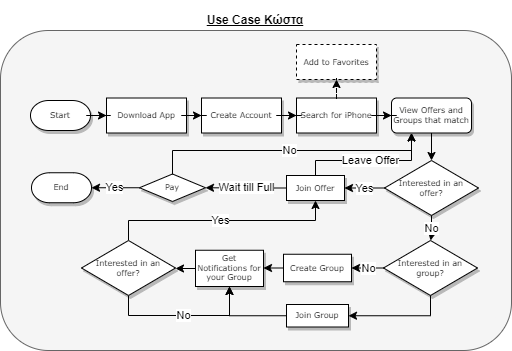 Use Case Κώστα
Add to Favorites
Start
Download App
Create Account
Search for iPhone
View Offers and
Groups that match
No
Leave Offer
End
Yes
Pay
Wait till Full
Join Offer
Yes
Interested in an
offer?
Yes
No
Interested in an
offer?
Get
Notifications for
your Group
Create Group
No
Interested in an
group?
No
Join Group